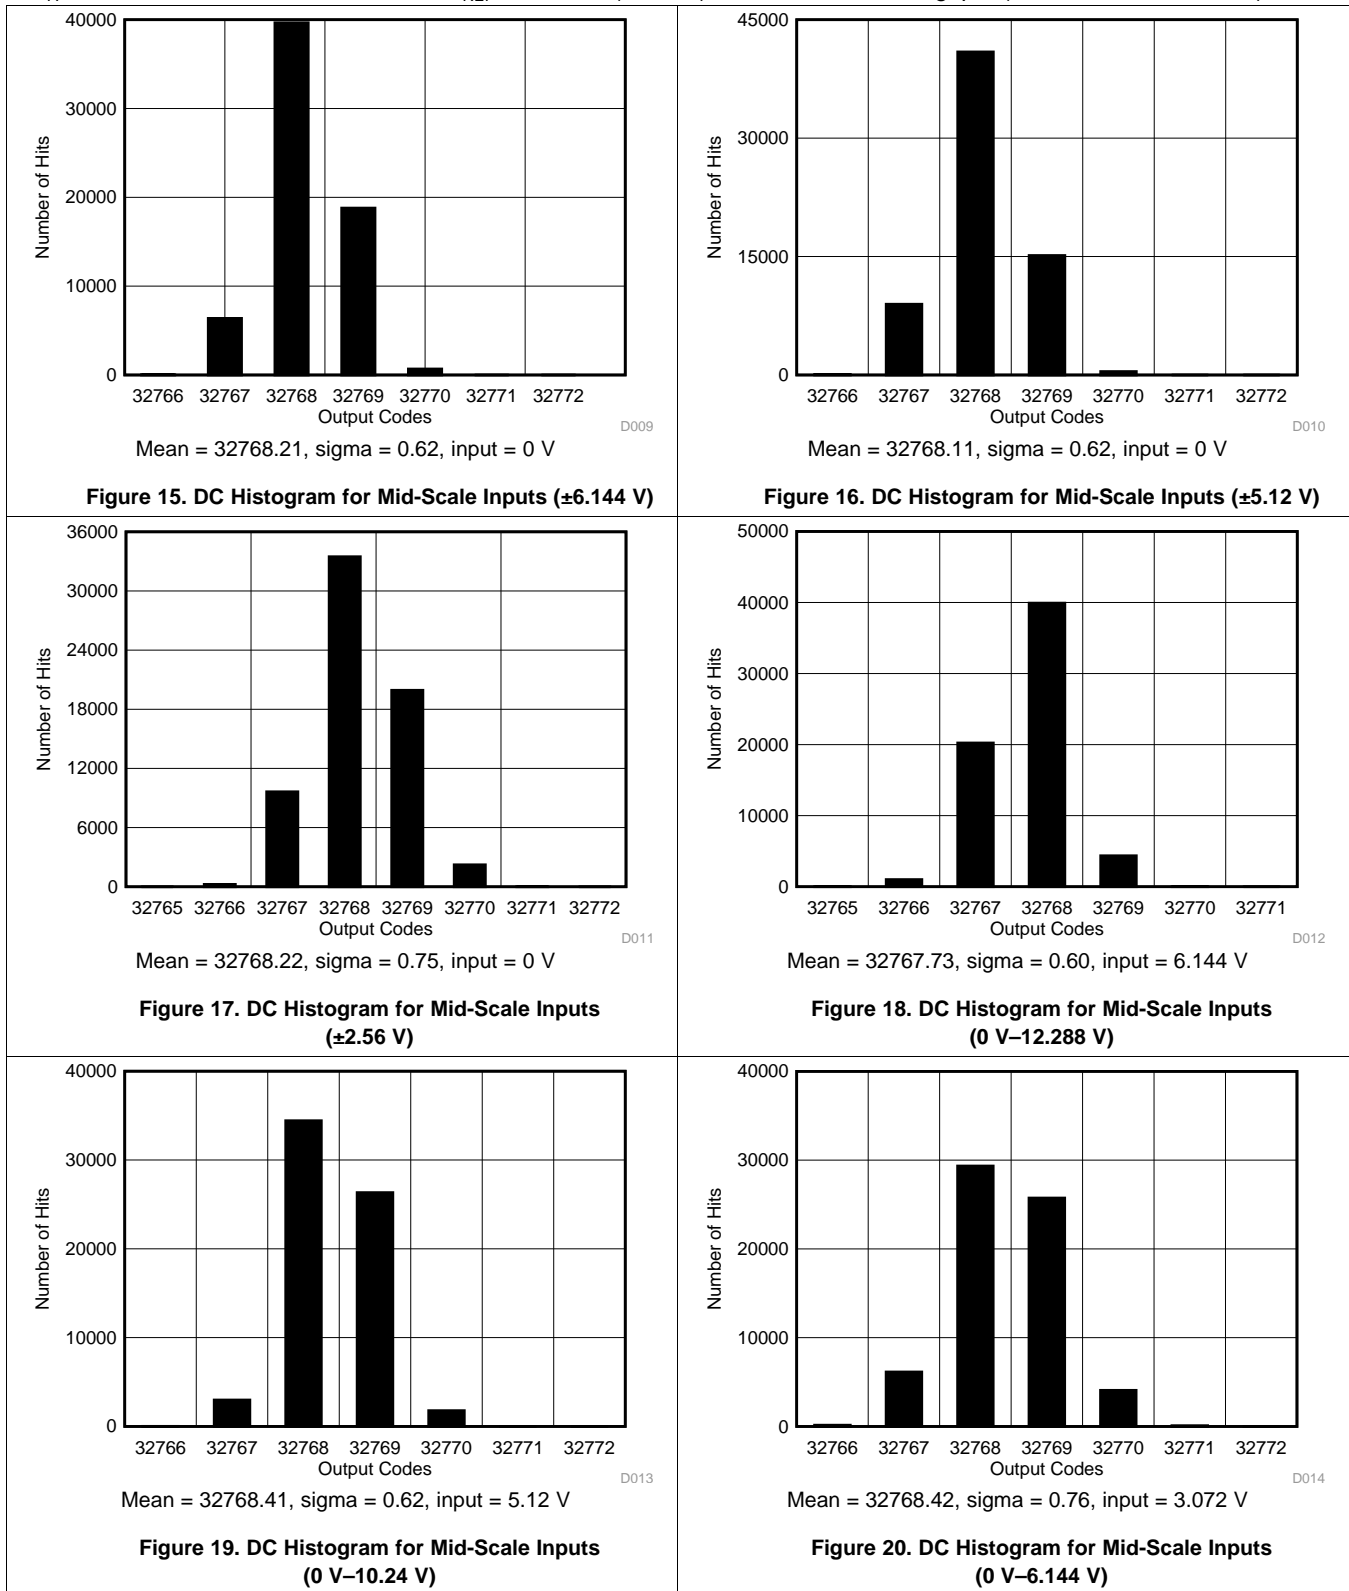 40000
30000
20000
10000
0
Number of Hits
32766 32767 32768 32769 32770 32771 32772
Output Codes
D009
Mean = 32768.21, sigma = 0.62, input = 0 V
Figure 15. DC Histogram for Mid-Scale Inputs (±6.144 V)
45000
30000
15000
0
Number of Hits
32766 32767 32768 32769 32770 32771 32772
Output Codes
D010
Mean = 32768.11, sigma = 0.62, input = 0 V
Figure 16. DC Histogram for Mid-Scale Inputs (±5.12 V)
36000
30000
24000
18000
12000
6000
0
Number of Hits
32765 32766 32767 32768 32769 32770 32771 32772
Output Codes
D011
Mean = 32768.22, sigma = 0.75, input = 0 V
Figure 17. DC Histogram for Mid-Scale Inputs
(±2.56 V)
50000
40000
30000
20000
10000
0
Number of Hits
32765 32766 32767 32768 32769 32770 32771
Output Codes
D012
Mean = 32767.73, sigma = 0.60, input = 6.144 V
Figure 18. DC Histogram for Mid-Scale Inputs
(0 V–12.288 V)
40000
30000
20000
10000
0
Number of Hits
32766 32767 32768 32769 32770 32771 32772
Output Codes
D013
Mean = 32768.41, sigma = 0.62, input = 5.12 V
Figure 19. DC Histogram for Mid-Scale Inputs
(0 V–10.24 V)
40000
30000
20000
10000
0
Number of Hits
32766 32767 32768 32769 32770 32771 32772
Output Codes
D014
Mean = 32768.42, sigma = 0.76, input = 3.072 V
Figure 20. DC Histogram for Mid-Scale Inputs
(0 V–6.144 V)